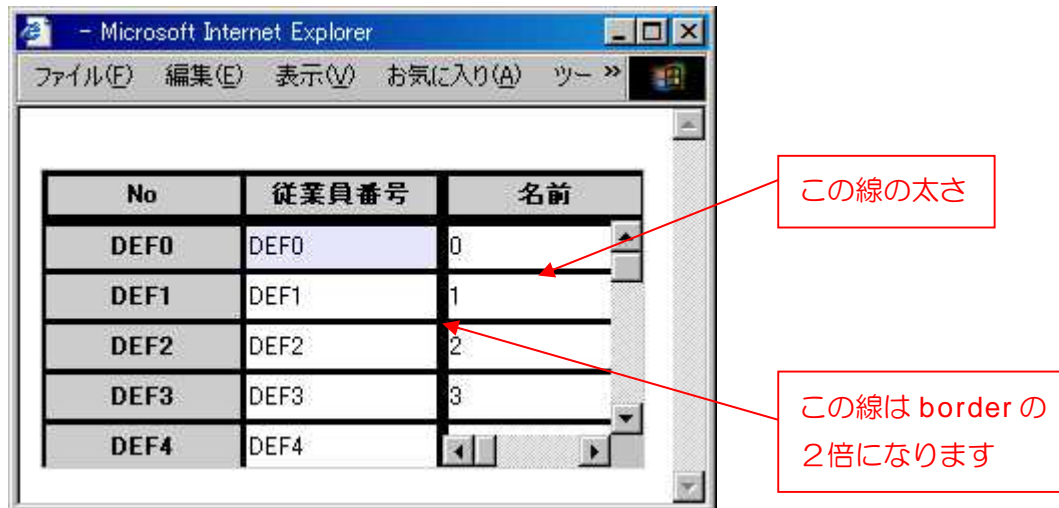 - Microsoft Internet Explorer
ファイル(F) 編集(E) 表示(V) お気に入り(A) ツー »
No 従業員番号 名前
DEF0 DEF0 0
DEF1 DEF1 1
DEF2 DEF2 2
DEF3 DEF3 3
DEF4 DEF4
この線の太さ
この線は border の
２倍になります